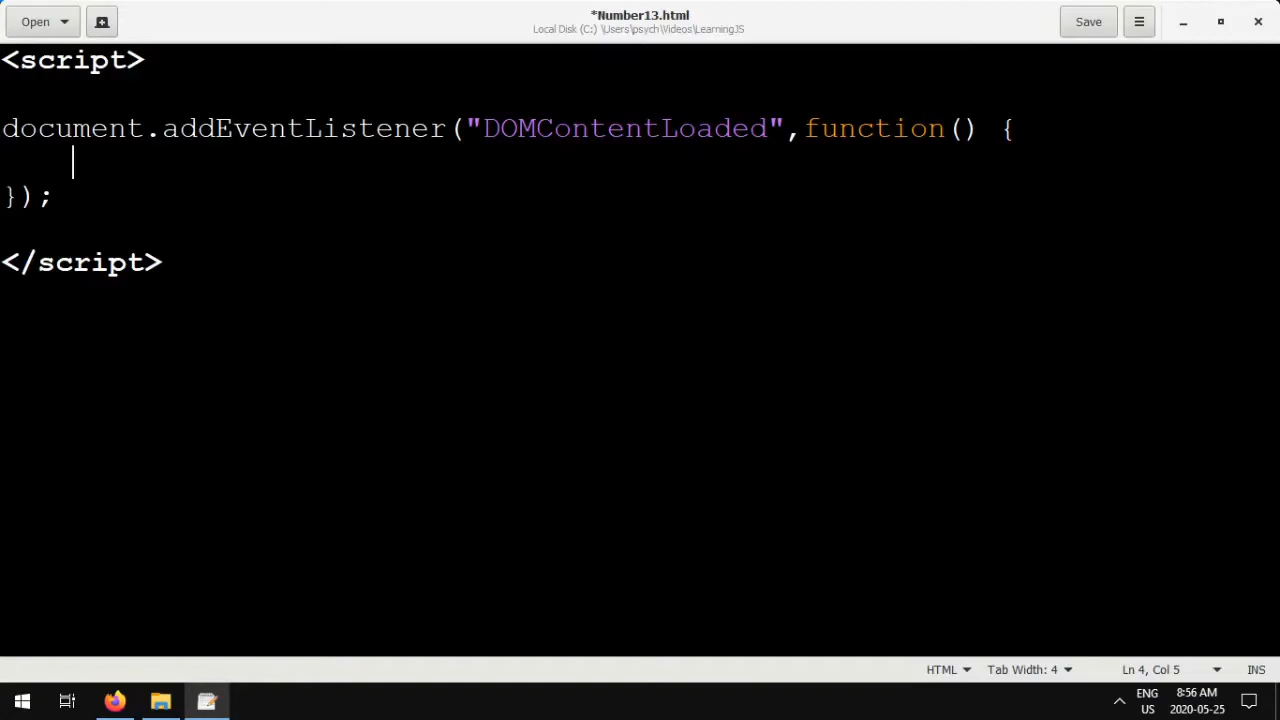 Open
*Number13.html
Local Disk (C:) \Users\psych\Videos\LearningJS
Save
<script>
document.addEventListener("DOMContentLoaded",function() {
});
</script>
HTML
Tab Width: 4
Ln 4, Col 5
INS
ENG
US
8:56 AM
2020-05-25